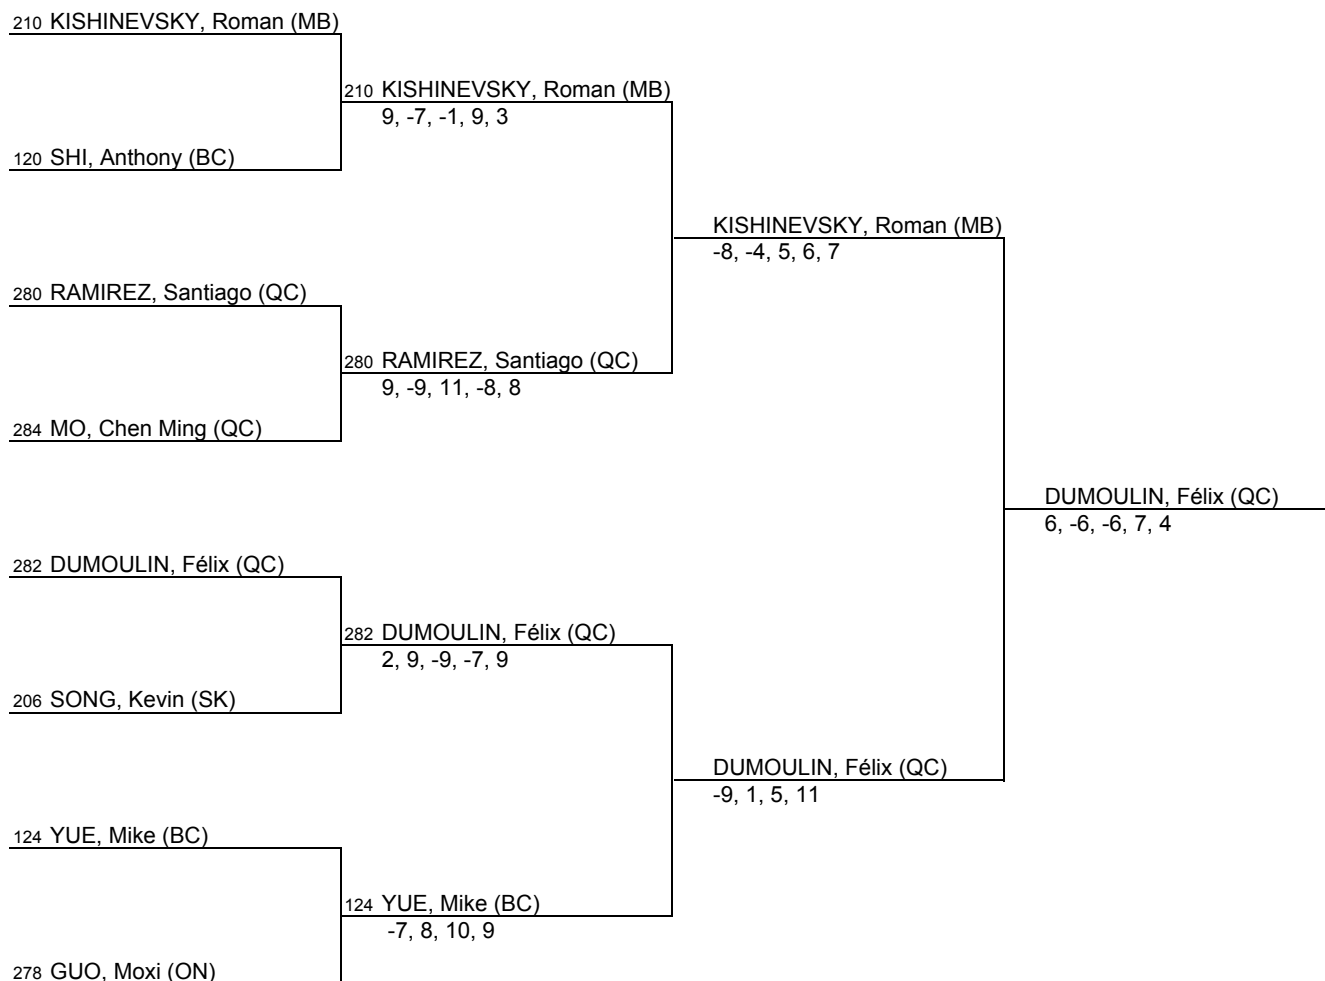 210 KISHINEVSKY, Roman (MB)
210 KISHINEVSKY, Roman (MB)
9, -7, -1, 9, 3
120 SHI, Anthony (BC)
KISHINEVSKY, Roman (MB)
-8, -4, 5, 6, 7
280 RAMIREZ, Santiago (QC)
280 RAMIREZ, Santiago (QC)
9, -9, 11, -8, 8
284 MO, Chen Ming (QC)
DUMOULIN, Félix (QC)
6, -6, -6, 7, 4
282 DUMOULIN, Félix (QC)
282 DUMOULIN, Félix (QC)
2, 9, -9, -7, 9
206 SONG, Kevin (SK)
DUMOULIN, Félix (QC)
-9, 1, 5, 11
124 YUE, Mike (BC)
124 YUE, Mike (BC)
-7, 8, 10, 9
278 GUO, Moxi (ON)